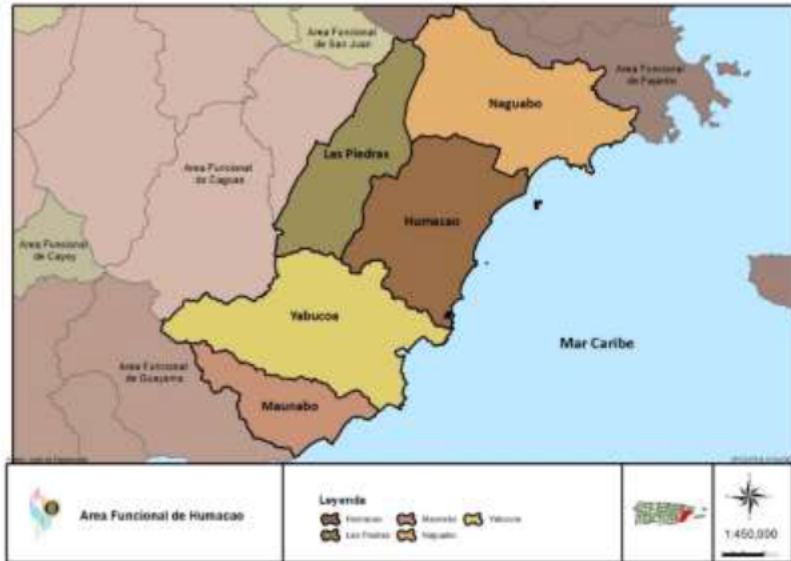 Area Funcional
de San Juan
Area Funcional
de Fajardo
Naguabo
Las Piedras
Area Funcional
de Caguas
Humacao
Area Funcional
de Cayey
Yabucoa
Mar Caribe
Area Funcional
de Guayama
Maunabo
Area Funcional de Humacao
Leyenda
Humacao Maunabo Yabucoa
Las Piedras Naguabo
1:450,000